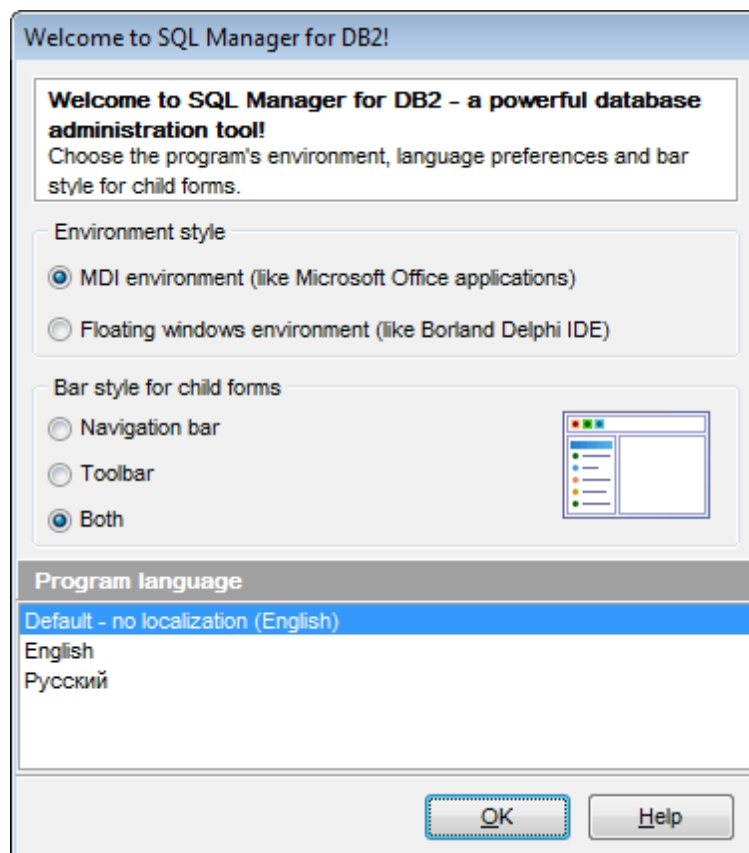 Welcome to SQL Manager for DB2!
Welcome to SQL Manager for DB2 - a powerful database
administration tool!
Choose the program's environment, language preferences and bar
style for child forms.
Environment style
MDI environment (like Microsoft Office applications)
Floating windows environment (like Borland Delphi IDE)
Bar style for child forms
Navigation bar
Toolbar
Both
Program language
Default - no localization (English)
English
Русский
OK
Help